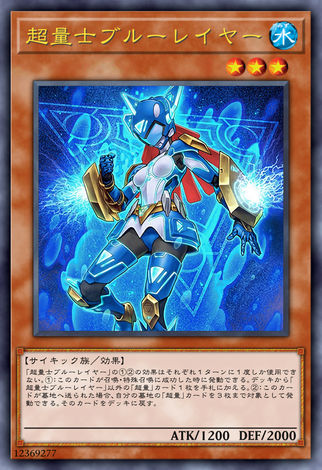 超量士ブルーレイヤー
水
【サイキック族／効果】
「超量士ブルーレイヤー」の①②の効果はそれぞれ１ターンに１度しか使用でき
ない。①：このカードが召喚・特殊召喚に成功した時に発動できる。デッキから「超
量士ブルーレイヤー」以外の「超量」カード１枚を手札に加える。②：このカー
ドが墓地へ送られた場合、自分の墓地の「超量」カードを３枚まで対象として発
動できる。そのカードをデッキに戻す。
ATK/1200 DEF/2000
12369277